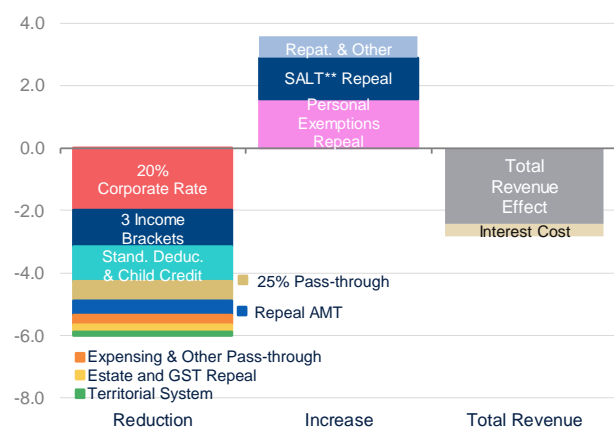 4.0
2.0
0.0
-2.0
-4.0
-6.0
-8.0
Repat. & Other
SALT** Repeal
Personal
Exemptions
Repeal
20%
Corporate Rate
3 Income
Brackets
Stand. Deduc.
& Child Credit
25% Pass-through
Repeal AMT
Expensing & Other Pass-through
Estate and GST Repeal
Territorial System
Total
Revenue
Effect
Interest Cost
Reduction
Increase
Total Revenue